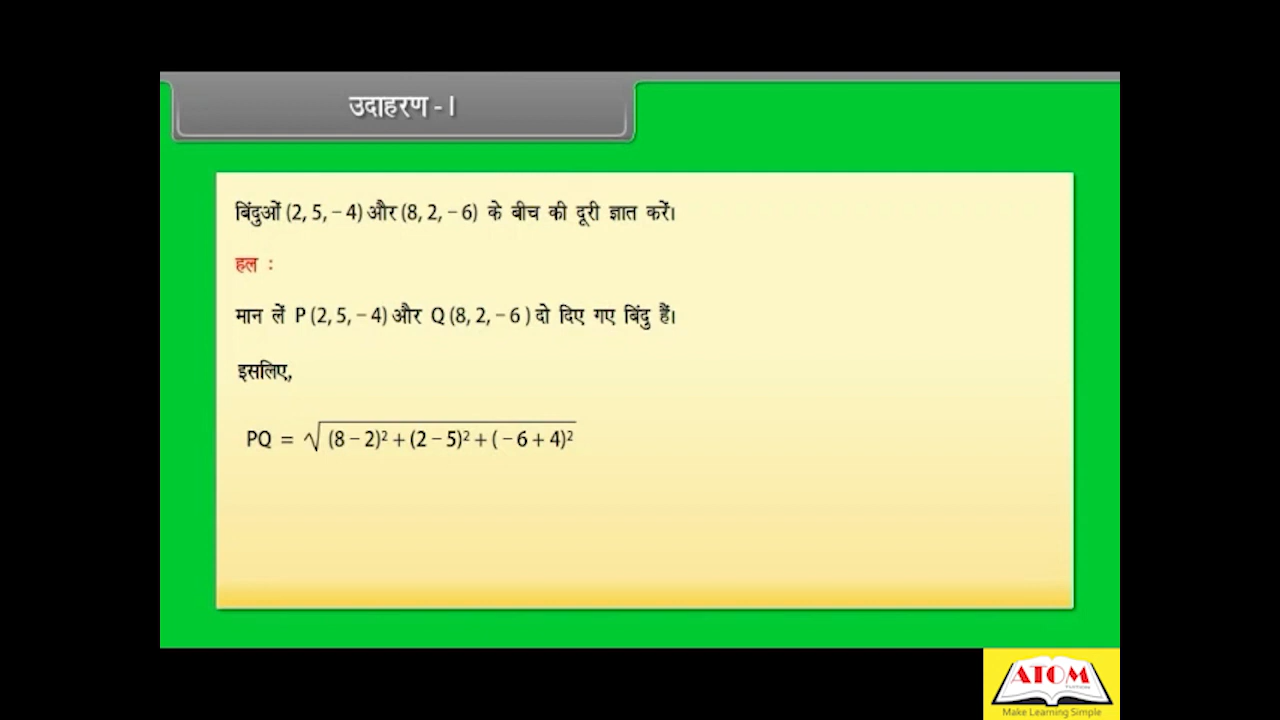 उदाहरण - I
बिंदुओं (2, 5, – 4) और (8, 2, – 6) के बीच की दूरी ज्ञात करें।
हल :
मान लें P (2, 5, – 4) और Q (8, 2, – 6 ) दो दिए गए बिंदु हैं।
इसलिए,
PQ = √(8 – 2)² + (2 – 5)² + ( – 6 + 4)²
ATOM
Make Learning Simple